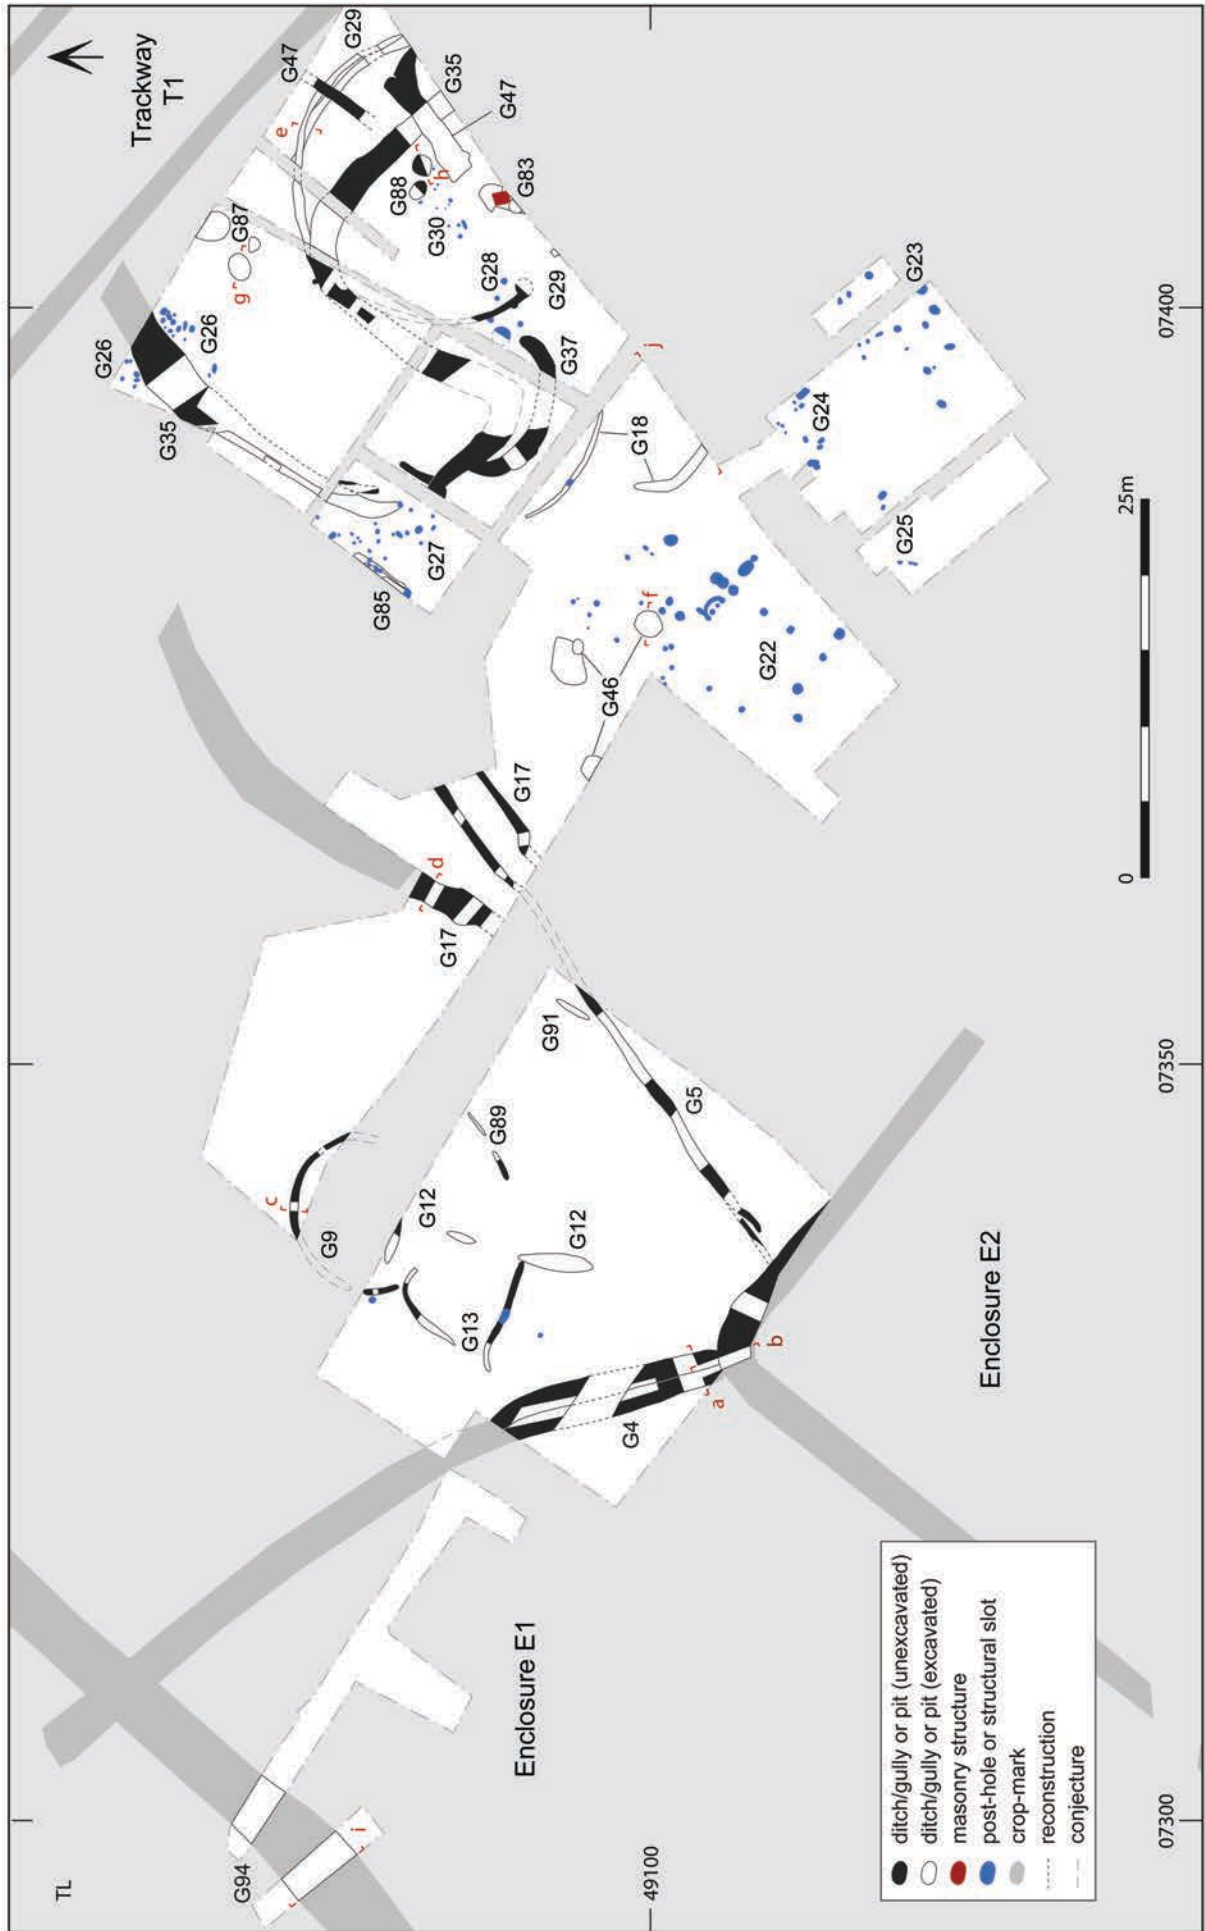 TL
Trackway
T1
G29
G47
e
G35
G47
G88
h
G83
G30
G87
g
G28
G29
G26
G26
G37
j
G35
G18
G27
G85
G23
G24
G25
f
G46
G22
G17
d
G17
G91
G5
G89
c
G9
G12
G12
G13
a
b
G4
Enclosure E2
Enclosure E1
G94
i
0
25m
07400
07350
07300
49100
ditch/gully or pit (unexcavated)
ditch/gully or pit (excavated)
masonry structure
post-hole or structural slot
crop-mark
reconstruction
conjecture